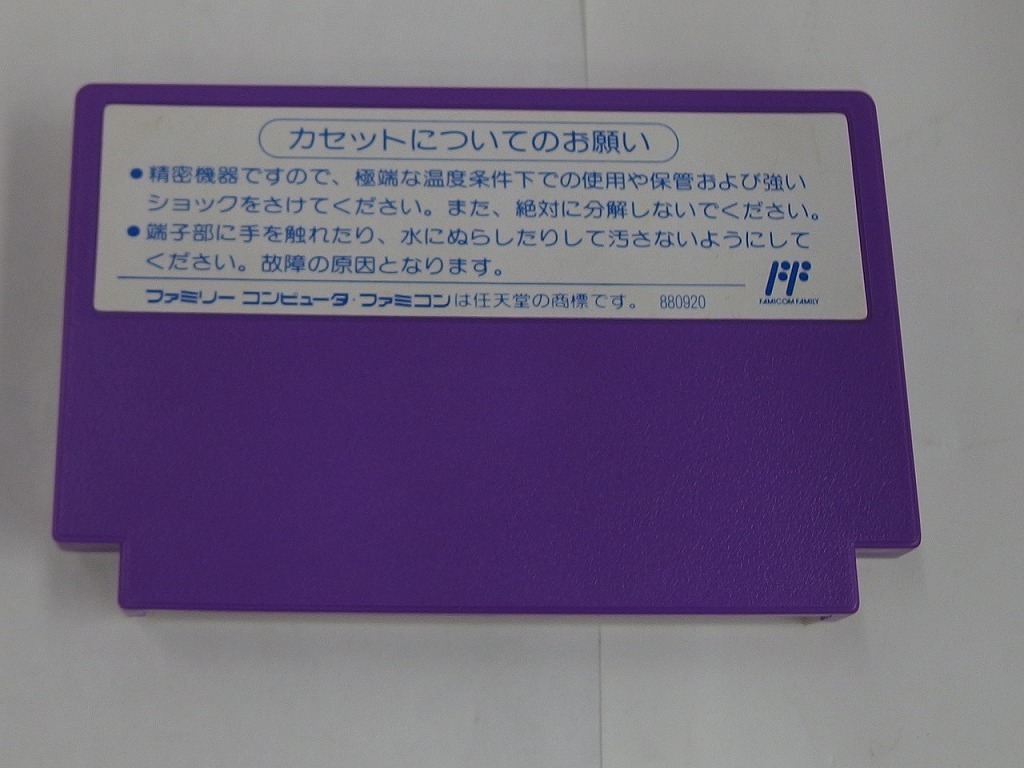 カセットについてのお願い
●精密機器ですので、極端な温度条件下での使用や保管および強い
ショックをさけてください。また、絶対に分解しないでください。
●端子部に手を触れたり、水にぬらしたりして汚さないようにして
ください。故障の原因となります。
FAMICOM FAMILY
ファミリーコンピュータ・ファミコンは任天堂の商標です。 880920